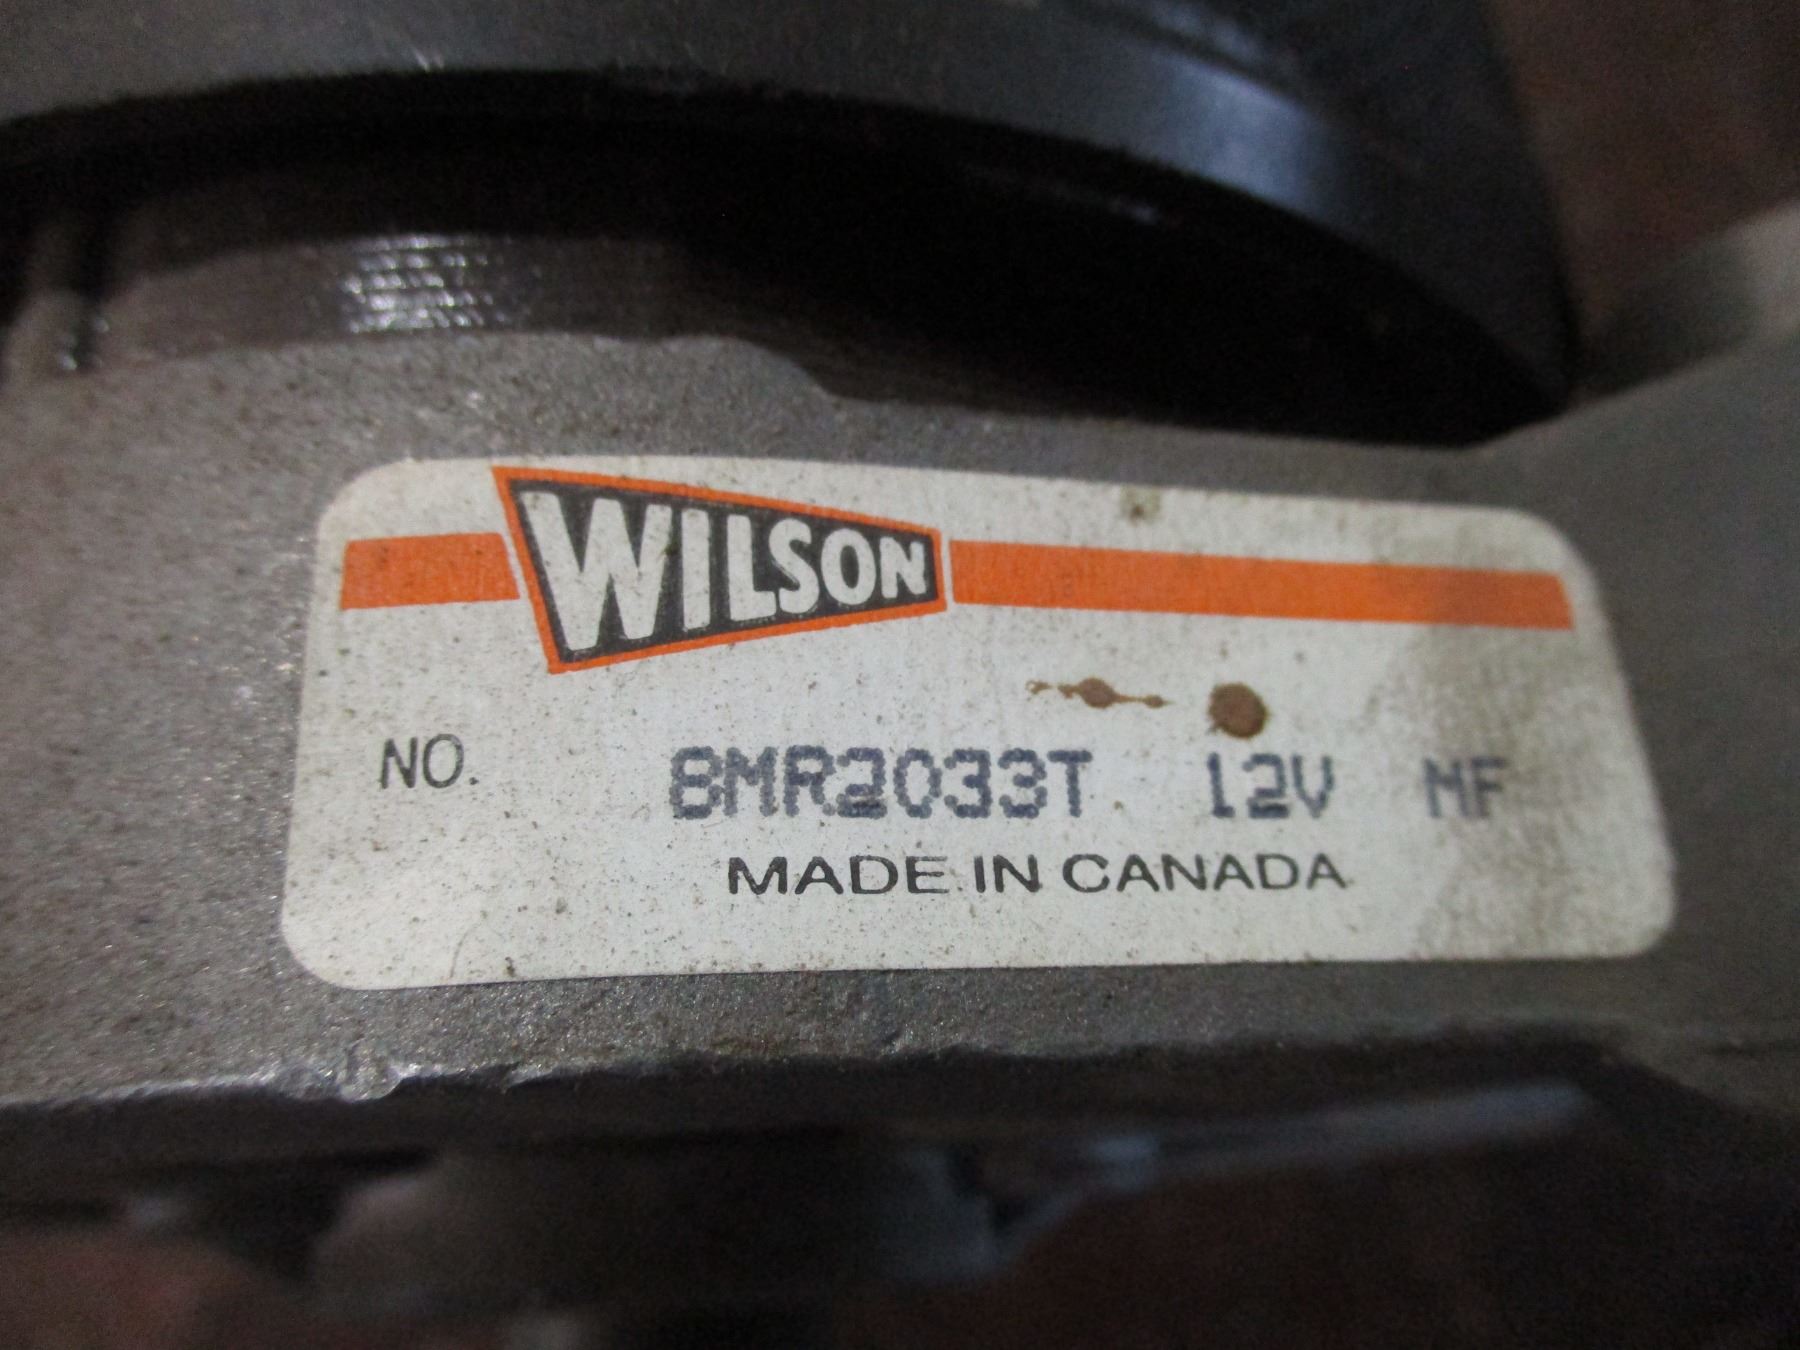 WILSON
NO. 8MR2033T 12V MF
MADE IN CANADA